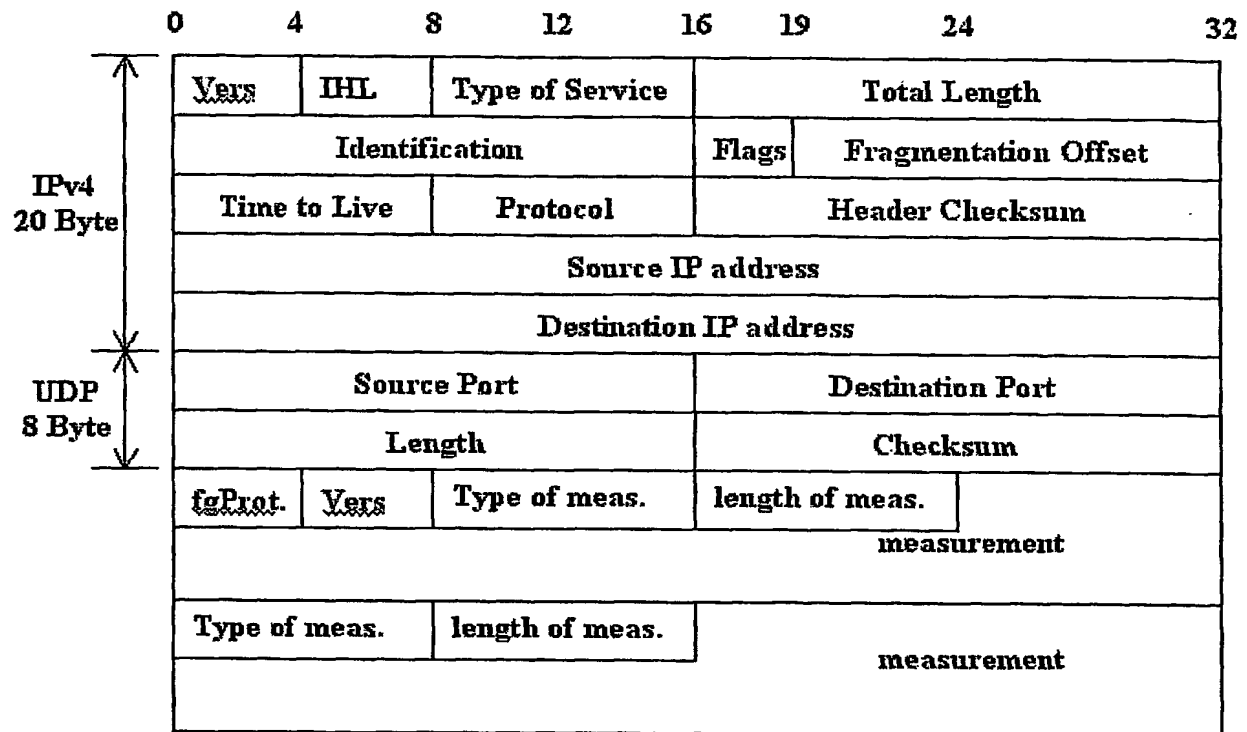 0 4 8 12 16 19 24 32
Vers IHL Type of Service Total Length
Identification Flags Fragmentation Offset
IPv4
20 Byte
Time to Live Protocol Header Checksum
Source IP address
Destination IP address
UDP
8 Byte
Source Port Destination Port
Length Checksum
fgProt. Vers Type of meas. length of meas.
measurement
Type of meas. length of meas.
measurement